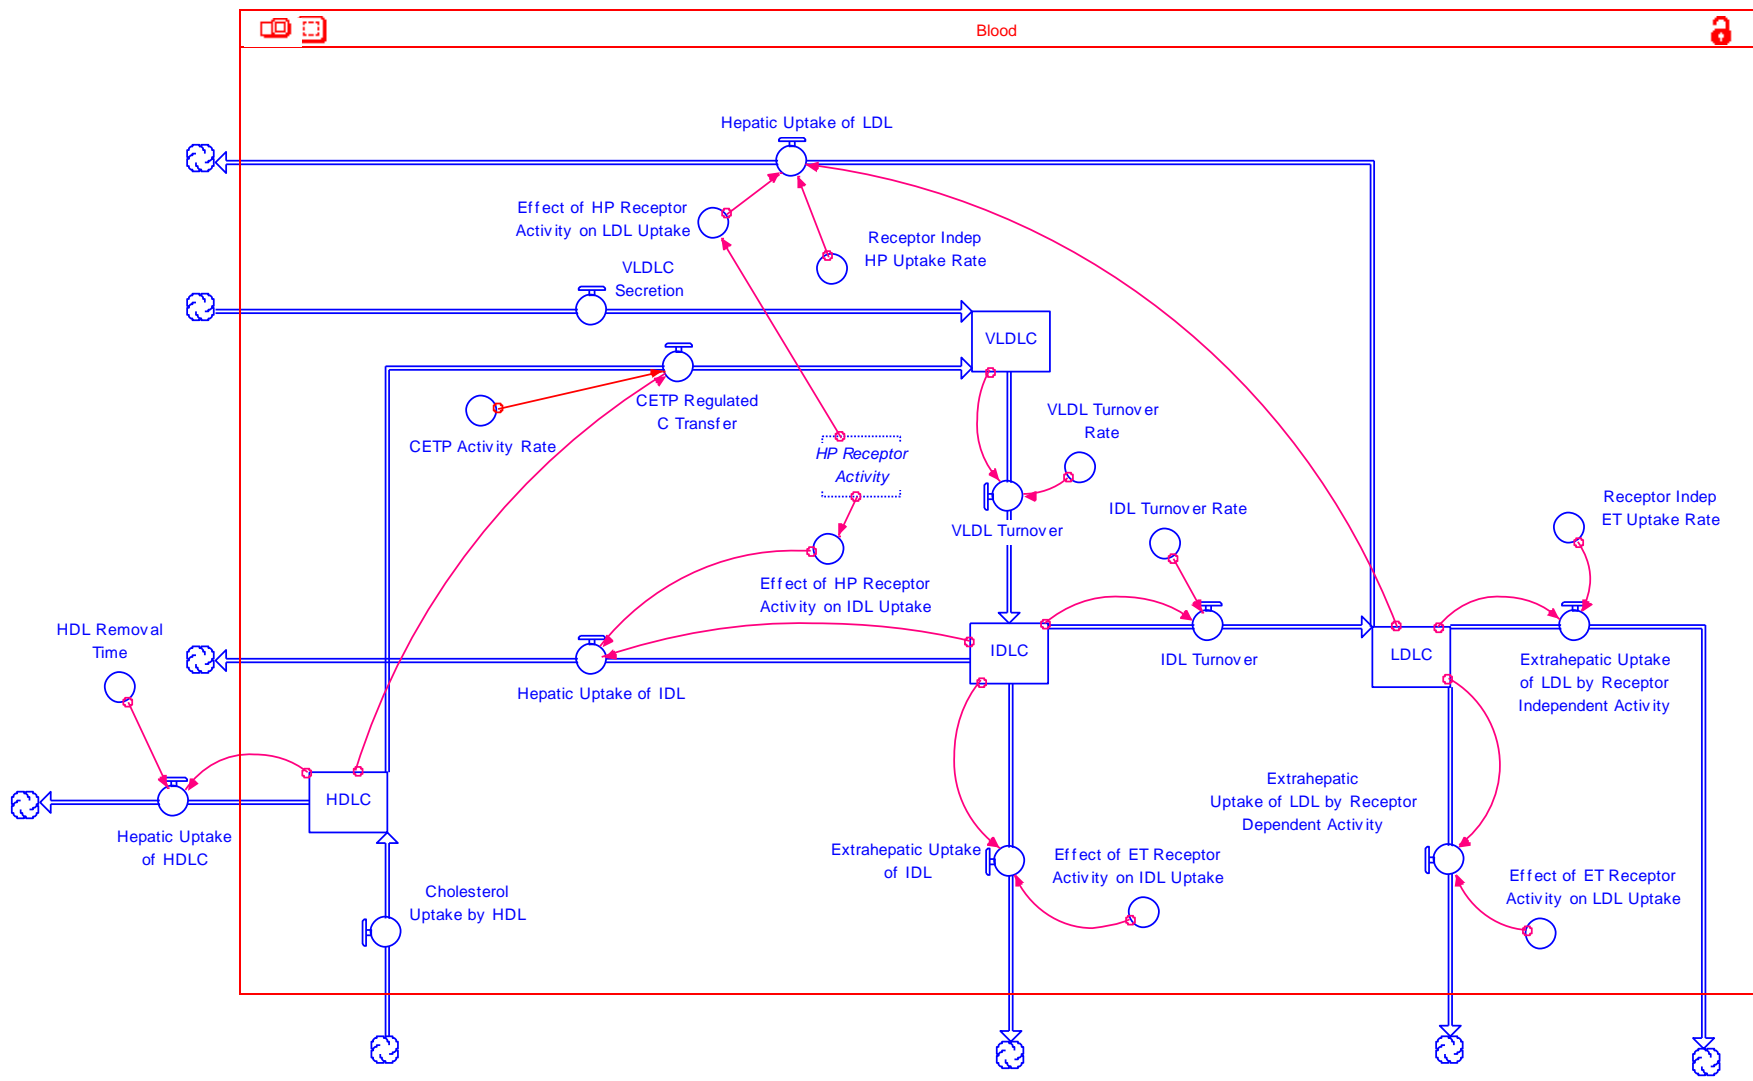 Blood
Hepatic Uptake of LDL
Effect of HP Receptor
Activity on LDL Uptake
Receptor Indep
HP Uptake Rate
VLDLC
Secretion
VLDLC
CETP Regulated
C Transfer
CETP Activity Rate
VLDL Turnover
Rate
HP Receptor
Activity
VLDL Turnover
IDL Turnover Rate
Receptor Indep
ET Uptake Rate
Effect of HP Receptor
Activity on IDL Uptake
HDL Removal
Time
IDLC
LDLC
IDL Turnover
Extrahepatic Uptake
of LDL by Receptor
Independent Activity
Hepatic Uptake of IDL
HDLC
Hepatic Uptake
of HDLC
Extrahepatic
Uptake of LDL by Receptor
Dependent Activity
Extrahepatic Uptake
of IDL
Effect of ET Receptor
Activity on IDL Uptake
Cholesterol
Uptake by HDL
Effect of ET Receptor
Activity on LDL Uptake